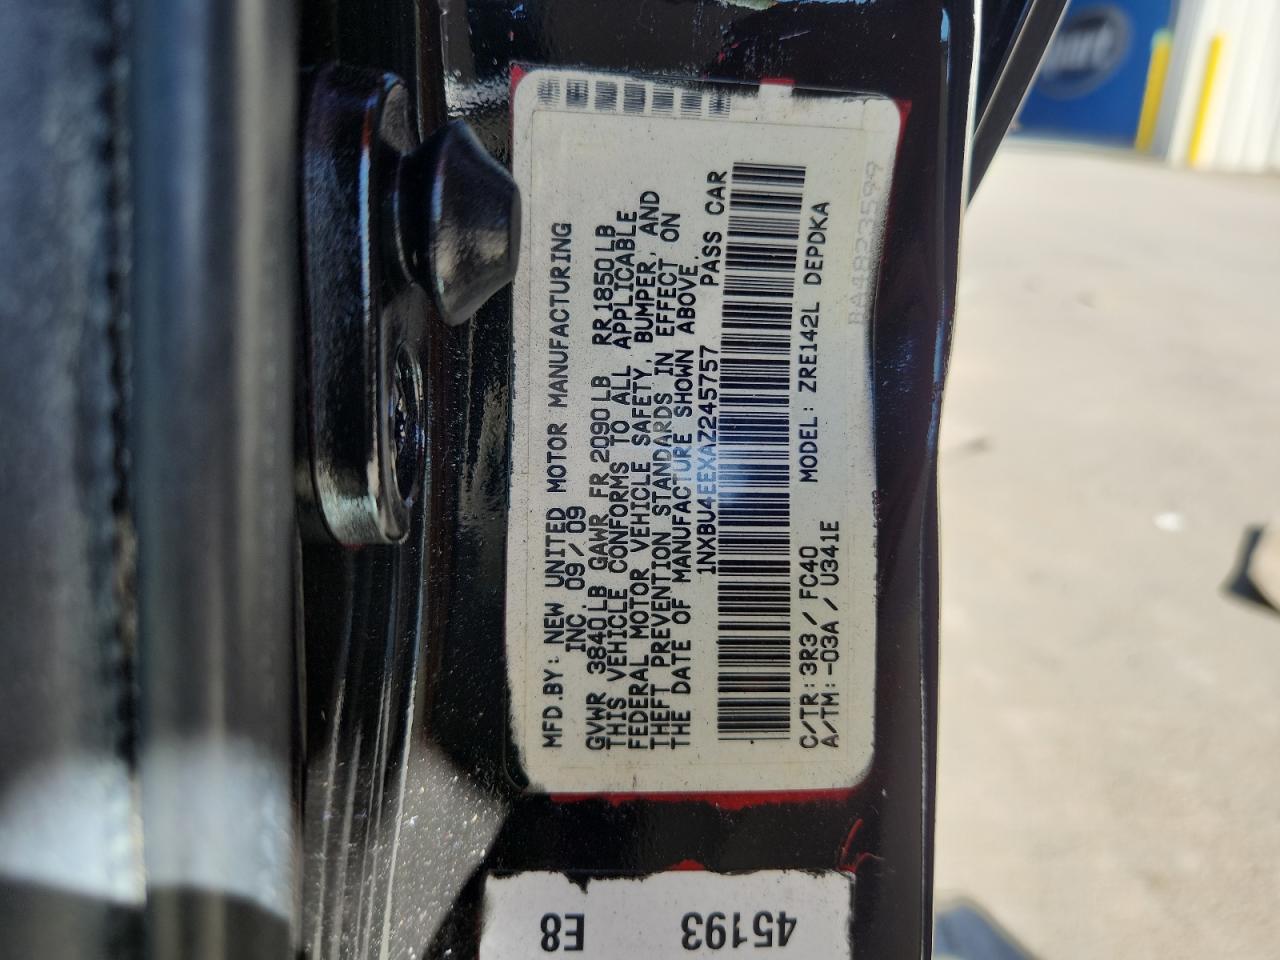 MFD.BY: NEW UNITED MOTOR MANUFACTURING
INC. 09/09
GVWR 3840LB GAWR FR 2090LB RR 1850LB
THIS VEHICLE CONFORMS TO ALL APPLICABLE
FEDERAL MOTOR VEHICLE SAFETY, BUMPER, AND
THEFT PREVENTION STANDARDS IN EFFECT ON
THE DATE OF MANUFACTURE SHOWN ABOVE.
1NXBU4EEXAZ245757 PASS CAR
C/TR: 3R3 / FC40 MODEL: ZRE142L DEPDKA
A/TM: -03A / U341E
BA4823599
E8
45193